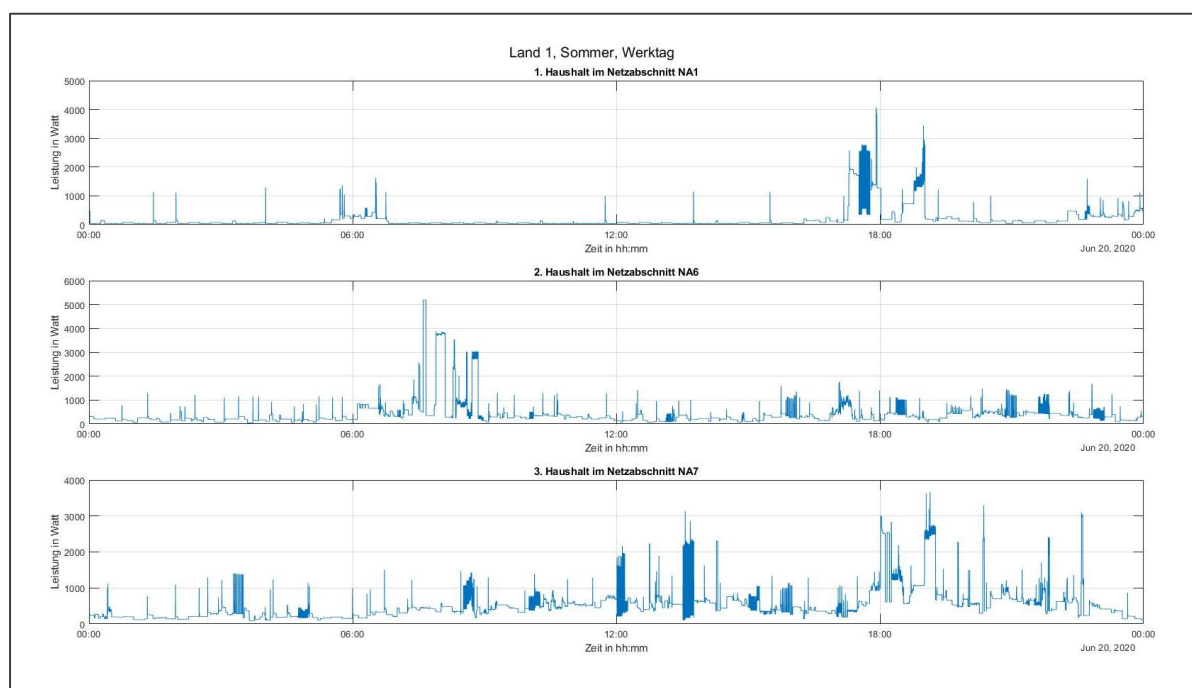 Land 1, Sommer, Werktag
1. Haushalt im Netzabschnitt NA1
5000
4000
3000
2000
1000
0
Leistung in Watt
00:00 06:00 12:00 18:00 00:00
Zeit in hh:mm
Jun 20, 2020
2. Haushalt im Netzabschnitt NA6
6000
5000
4000
3000
2000
1000
0
Leistung in Watt
00:00 06:00 12:00 18:00 00:00
Zeit in hh:mm
Jun 20, 2020
3. Haushalt im Netzabschnitt NA7
4000
3000
2000
1000
0
Leistung in Watt
00:00 06:00 12:00 18:00 00:00
Zeit in hh:mm
Jun 20, 2020